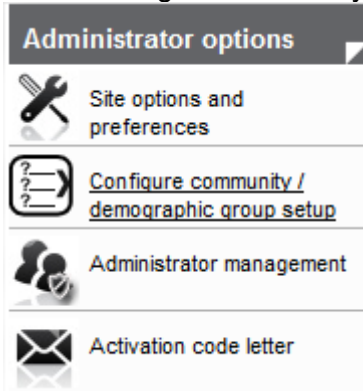 Administrator options
Site options and
preferences
?
?
?
Configure community /
demographic group setup
Administrator management
Activation code letter